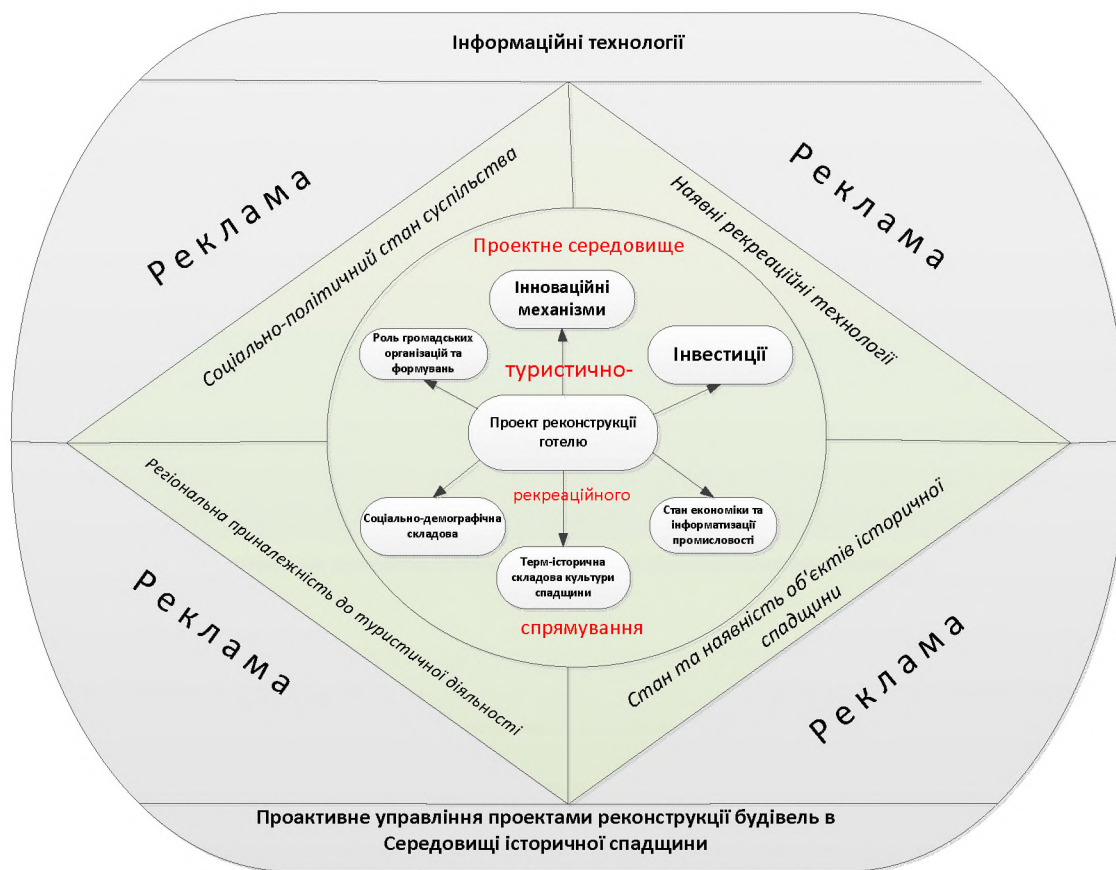 Інформаційні технології
Реклама
Реклама
Соціально-політичний стан суспільства
Наявні рекреаційні технології
Проектне середовище
Інноваційні
механізми
Роль громадських
організацій та
формувань
Інвестиції
туристично-
Проект реконструкції
готелю
рекреаційного
Соціально-демографічна
складова
Стан економіки та
інформатизації
промисловості
Терм-історична
складова культури
спадщини
спрямування
Регіональна приналежність до туристичної діяльності
Стан та наявність об'єктів історичної
спадщини
Реклама
Реклама
Проактивне управління проектами реконструкції будівель в
Середовищі історичної спадщини